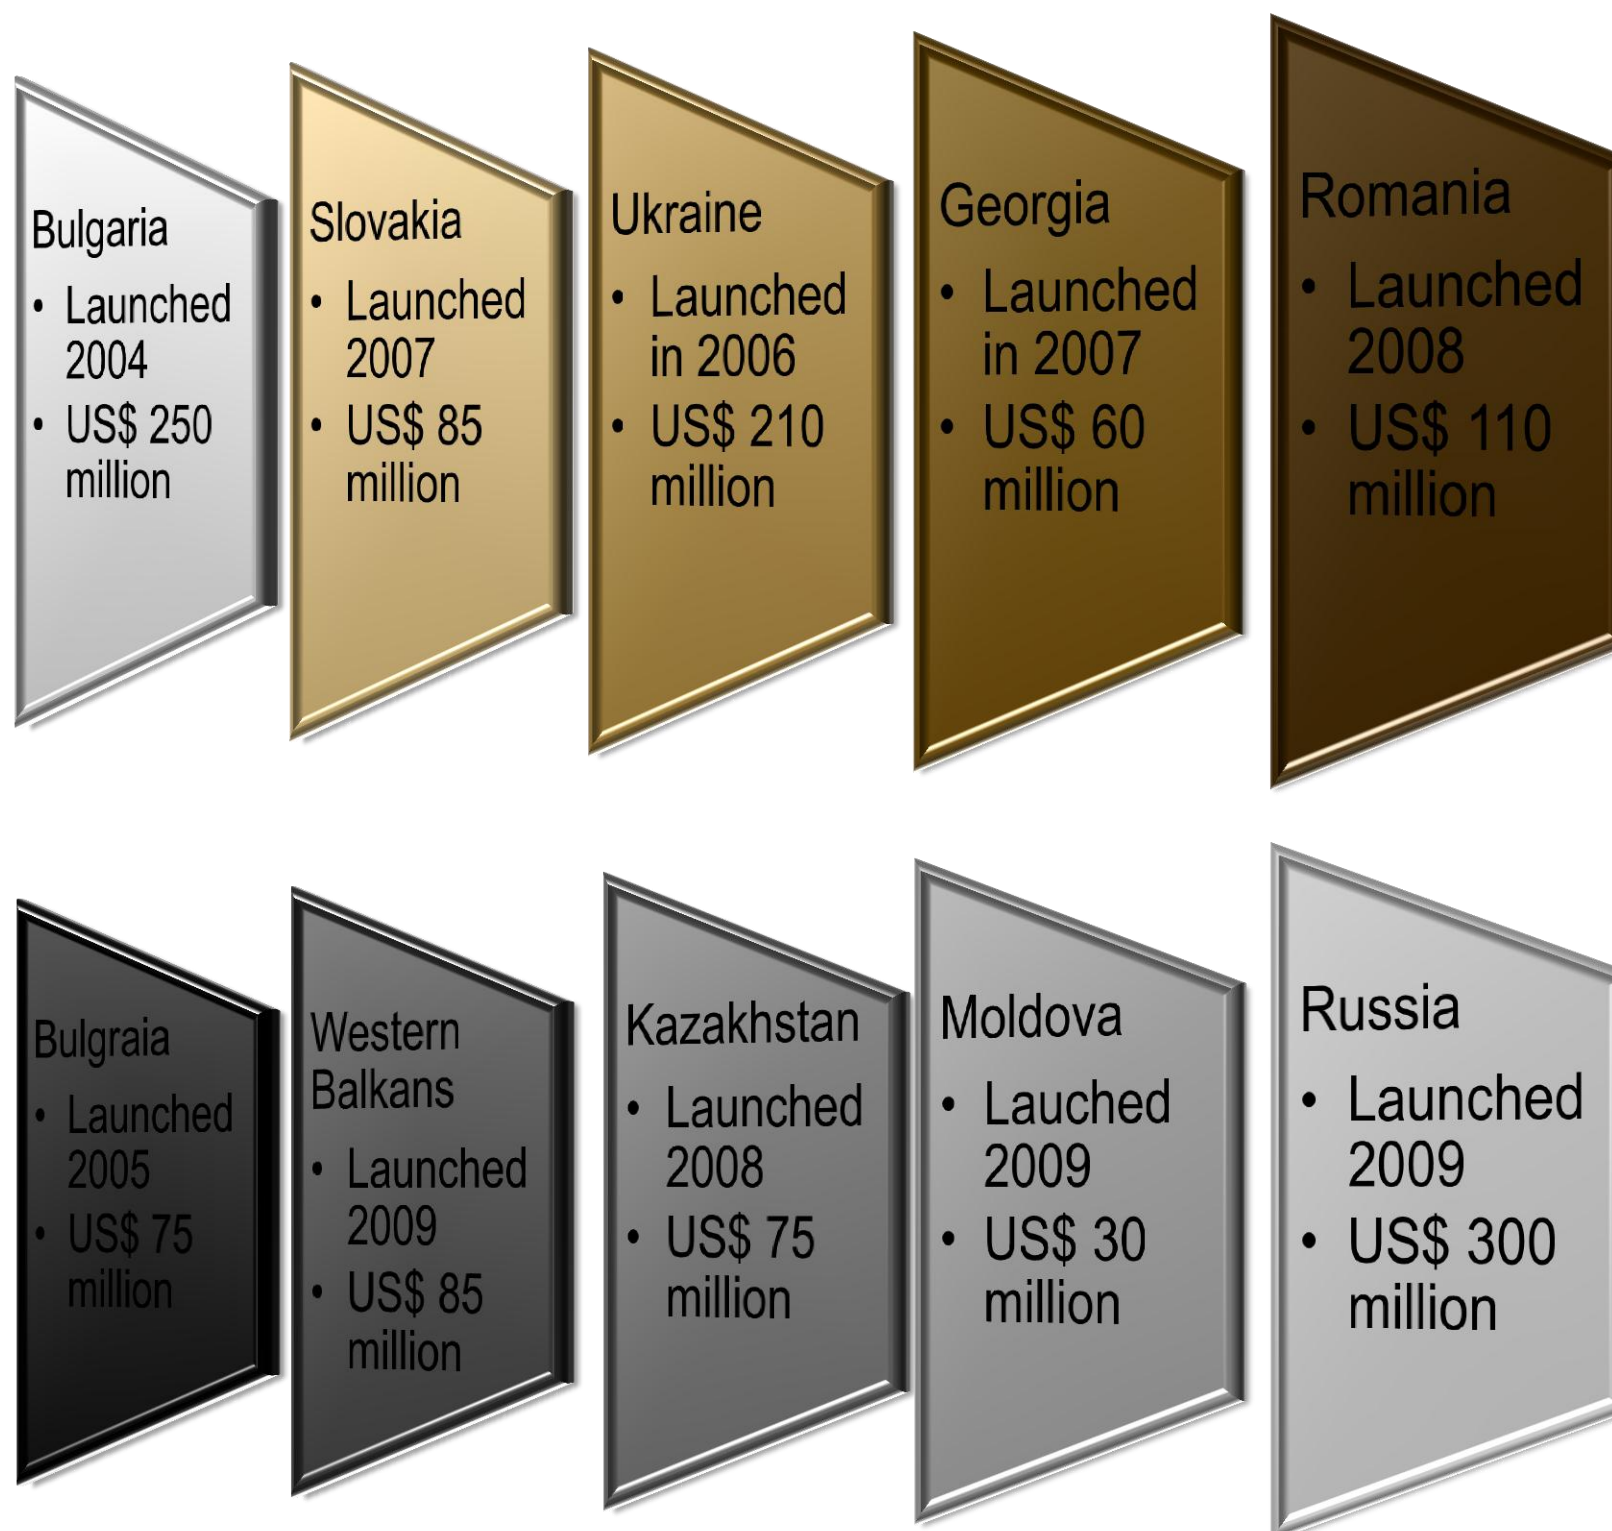 Bulgaria
• Launched
2004
• US$ 250
million
Slovakia
• Launched
2007
• US$ 85
million
Ukraine
• Launched
in 2006
• US$ 210
million
Georgia
• Launched
in 2007
• US$ 60
million
Romania
• Launched
2008
• US$ 110
million
Bulgraia
• Launched
2005
• US$ 75
million
Western
Balkans
• Launched
2009
• US$ 85
million
Kazakhstan
• Launched
2008
• US$ 75
million
Moldova
• Lauched
2009
• US$ 30
million
Russia
• Launched
2009
• US$ 300
million